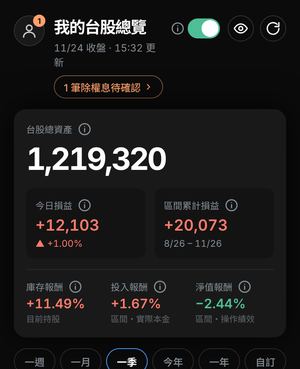 1
我的台股總覽
11/24 收盤 · 15:32 更
新
1 筆除權息待確認 >
台股總資產
1,219,320
今日損益 區間累計損益
+12,103 +20,073
▲ +1.00% 8/26 – 11/26
庫存報酬 投入報酬 淨值報酬
+11.49% +1.67% −2.44%
目前持股 區間・實際本金 區間・操作績效
一週 一月 一季 今年 一年 自訂